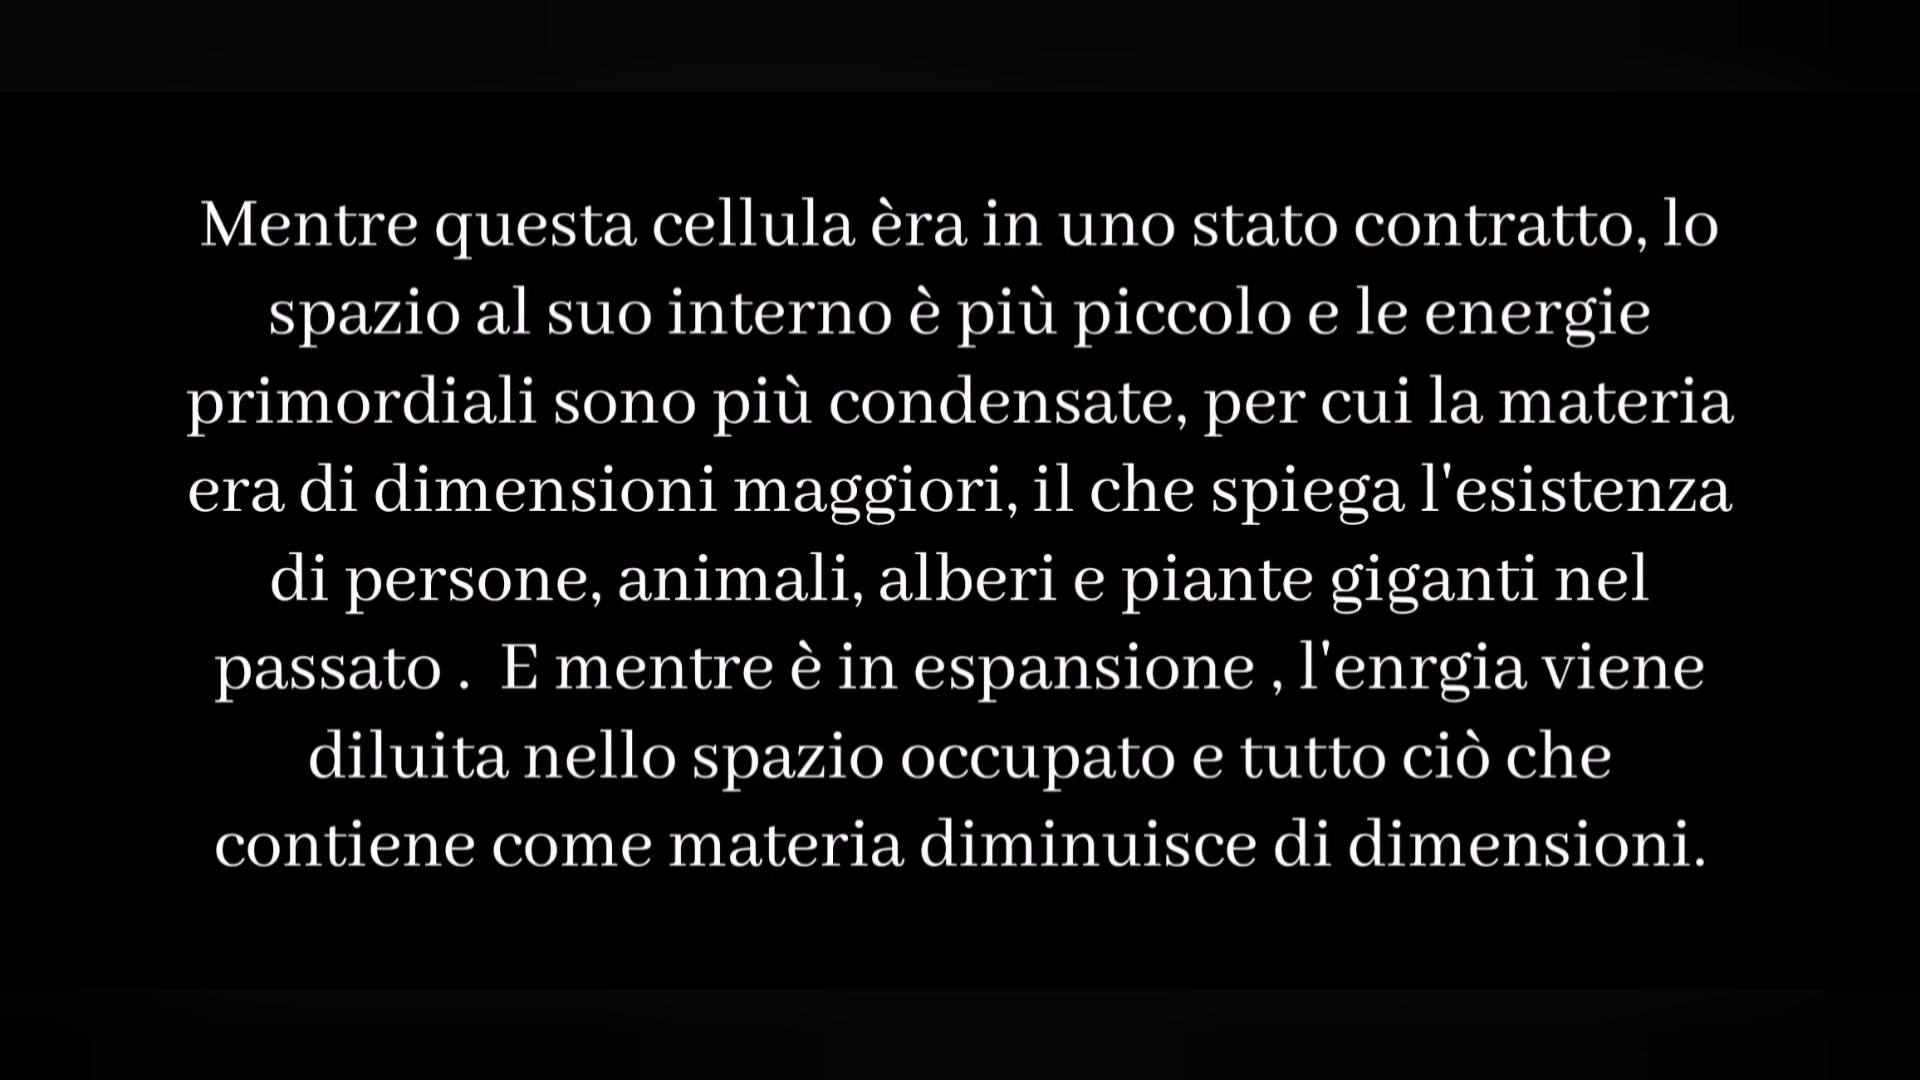 Mentre questa cellula èra in uno stato contratto, lo
spazio al suo interno è più piccolo e le energie
primordiali sono più condensate, per cui la materia
era di dimensioni maggiori, il che spiega l'esistenza
di persone, animali, alberi e piante giganti nel
passato .  E mentre è in espansione , l'enrgia viene
diluita nello spazio occupato e tutto ciò che
contiene come materia diminuisce di dimensioni.